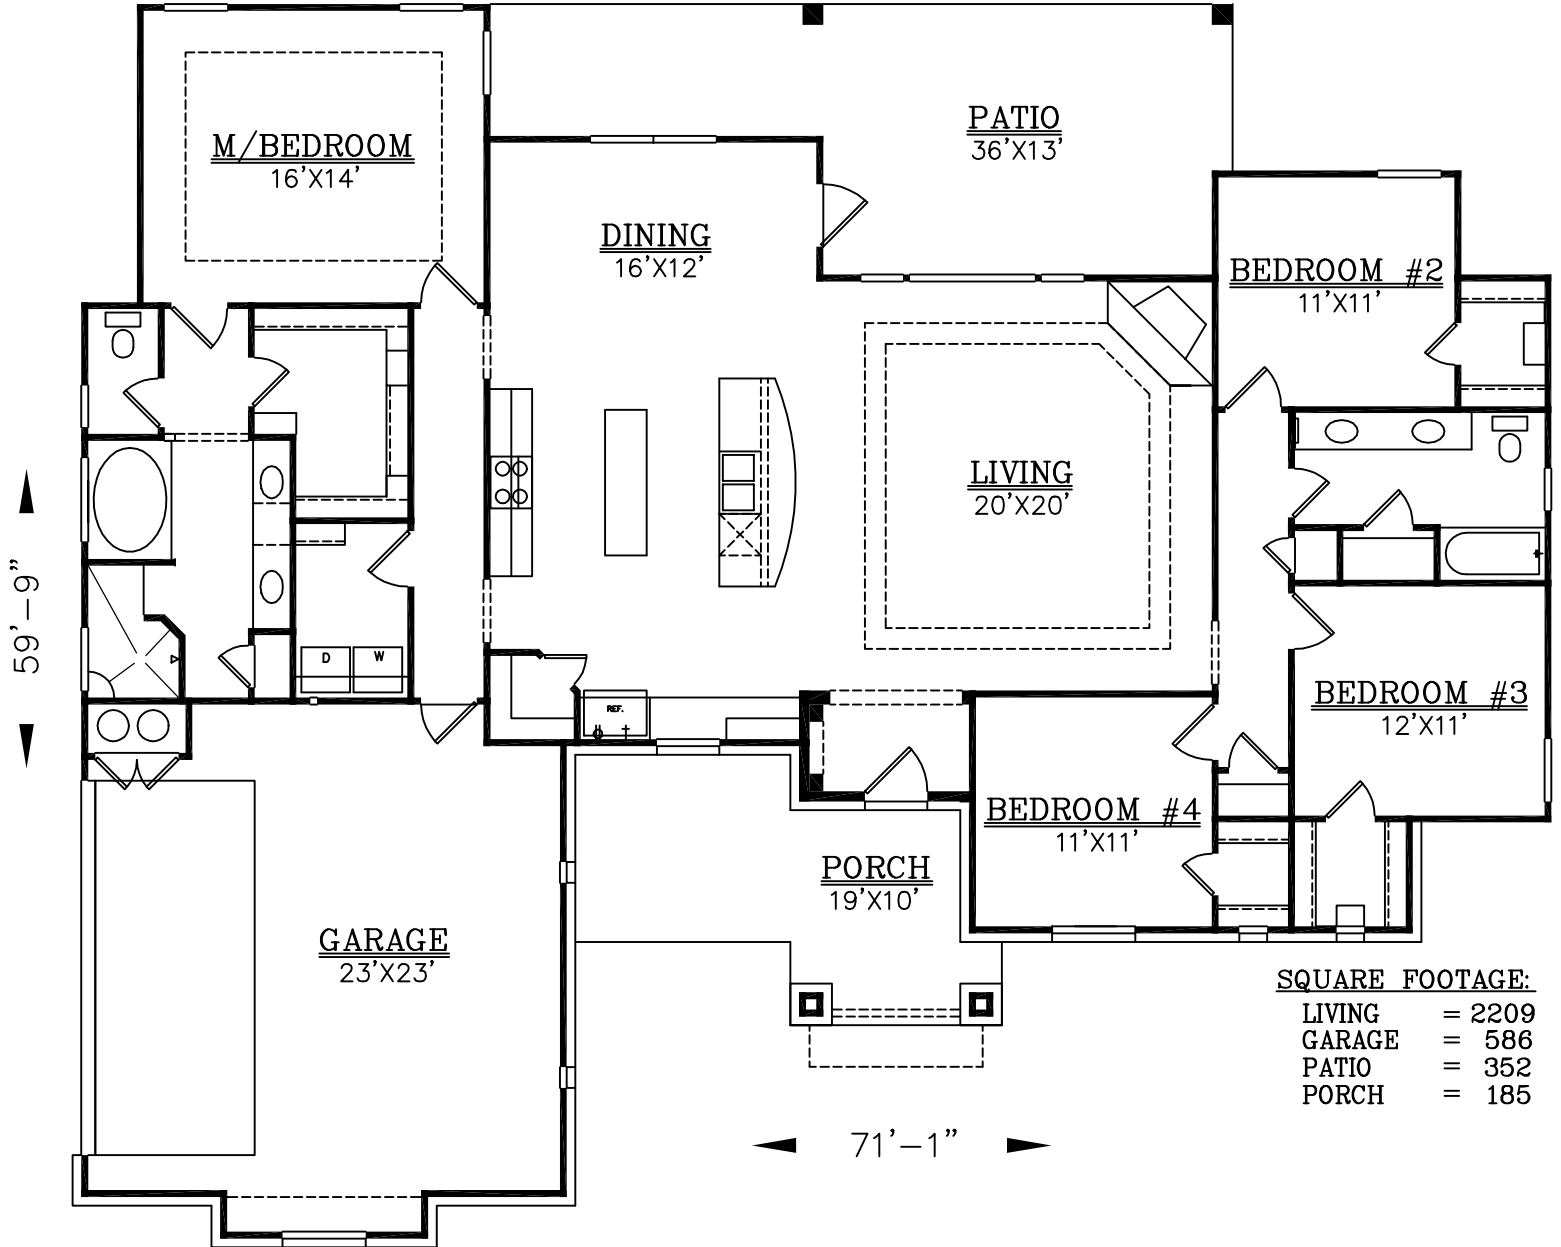 PATIO
36'X13'
M/BEDROOM
16'X14'
DINING
16'X12'
BEDROOM #2
11'X11'
LIVING
20'X20'
59'-9"
D
W
REF.
BEDROOM #3
12'X11'
BEDROOM #4
11'X11'
PORCH
19'X10'
GARAGE
23'X23'
SQUARE FOOTAGE:
LIVING = 2209
GARAGE = 586
PATIO = 352
PORCH = 185
71'-1"